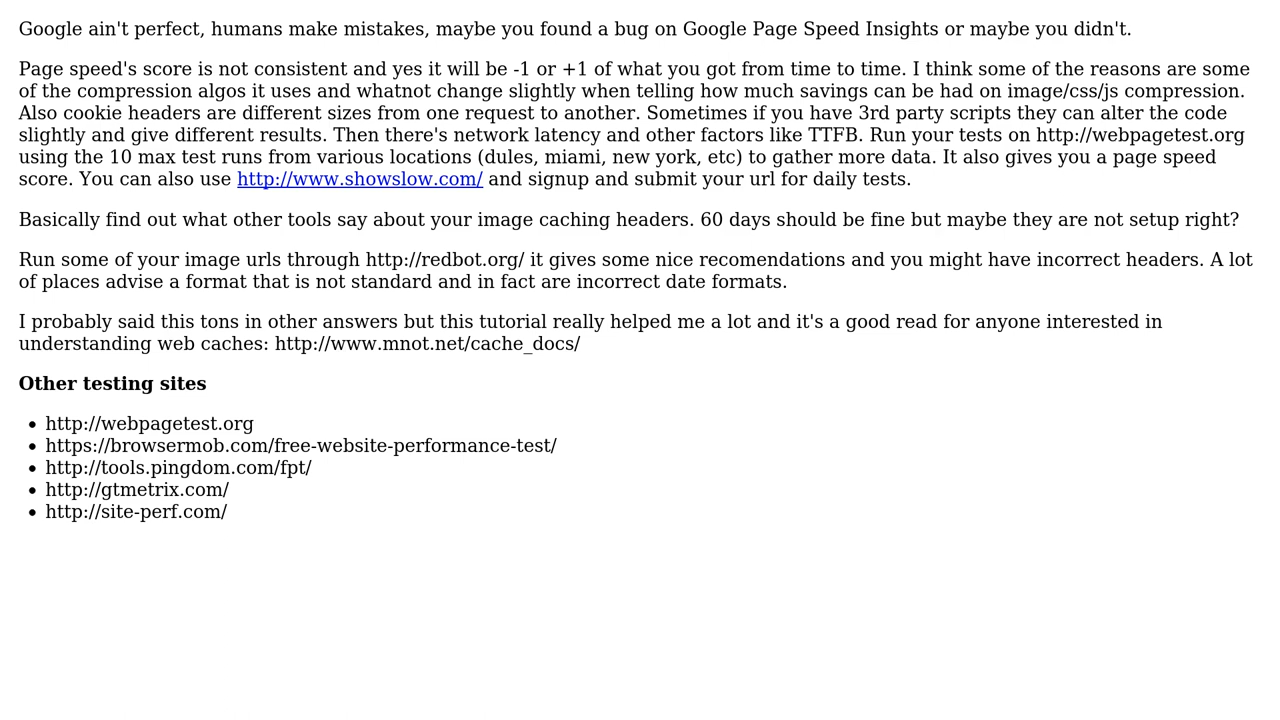 Google ain't perfect, humans make mistakes, maybe you found a bug on Google Page Speed Insights or maybe you didn't.
Page speed's score is not consistent and yes it will be -1 or +1 of what you got from time to time. I think some of the reasons are some
of the compression algos it uses and whatnot change slightly when telling how much savings can be had on image/css/js compression.
Also cookie headers are different sizes from one request to another. Sometimes if you have 3rd party scripts they can alter the code
slightly and give different results. Then there's network latency and other factors like TTFB. Run your tests on http://webpagetest.org
using the 10 max test runs from various locations (dules, miami, new york, etc) to gather more data. It also gives you a page speed
score. You can also use http://www.showslow.com/ and signup and submit your url for daily tests.
Basically find out what other tools say about your image caching headers. 60 days should be fine but maybe they are not setup right?
Run some of your image urls through http://redbot.org/ it gives some nice recomendations and you might have incorrect headers. A lot
of places advise a format that is not standard and in fact are incorrect date formats.
I probably said this tons in other answers but this tutorial really helped me a lot and it's a good read for anyone interested in
understanding web caches: http://www.mnot.net/cache_docs/
Other testing sites
• http://webpagetest.org
• https://browsermob.com/free-website-performance-test/
• http://tools.pingdom.com/fpt/
• http://gtmetrix.com/
• http://site-perf.com/